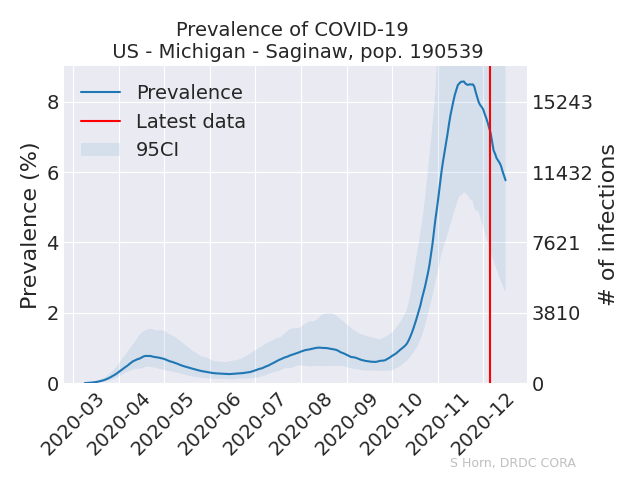 Prevalence of COVID-19
US - Michigan - Saginaw, pop. 190539
Prevalence
Latest data
95CI
Prevalence (%)
8
6
4
2
0
15243
11432
7621
3810
0
# of infections
2020-03
2020-04
2020-05
2020-06
2020-07
2020-08
2020-09
2020-10
2020-11
2020-12
S Horn, DRDC CORA